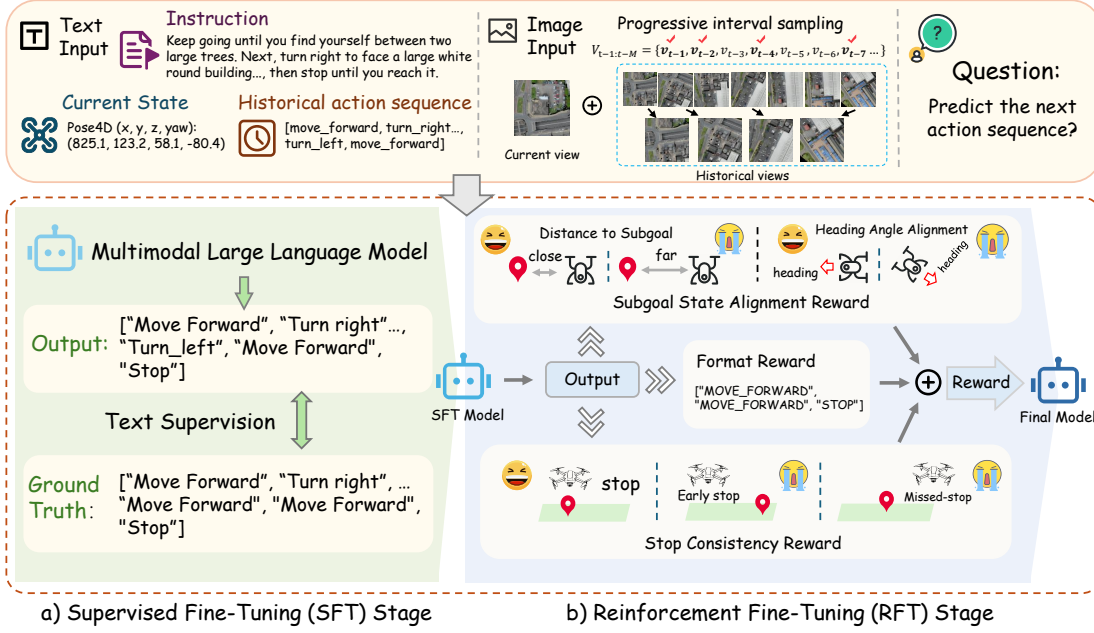 T
Text
Input
Instruction
Keep going until you find yourself between two
large trees. Next, turn right to face a large white
round building..., then stop until you reach it.
Current State
Pose4D (x, y, z, yaw):
(825.1, 123.2, 58.1, -80.4)
Historical action sequence
[move_forward, turn_right...,
turn_left, move_forward]
Image
Input
Progressive interval sampling
V_{t−1:t−M} = {v_{t−1}, v_{t−2}, v_{t−3}, v_{t−4}, v_{t−5}, v_{t−6}, v_{t−7} ...}
Current view
Historical views
?
Question:
Predict the next
action sequence?
Multimodal Large Language Model
Output:
["Move Forward", "Turn right"...,
"Turn_left", "Move Forward",
"Stop"]
Text Supervision
Ground
Truth:
["Move Forward", "Turn right", ...
"Move Forward", "Move Forward",
"Stop"]
SFT Model
Distance to Subgoal
close
far
Heading Angle Alignment
heading
heading
Subgoal State Alignment Reward
Output
Format Reward
["MOVE_FORWARD",
"MOVE_FORWARD", "STOP"]
Reward
Final Model
stop
Early stop
Missed-stop
Stop Consistency Reward
a) Supervised Fine-Tuning (SFT) Stage
b) Reinforcement Fine-Tuning (RFT) Stage